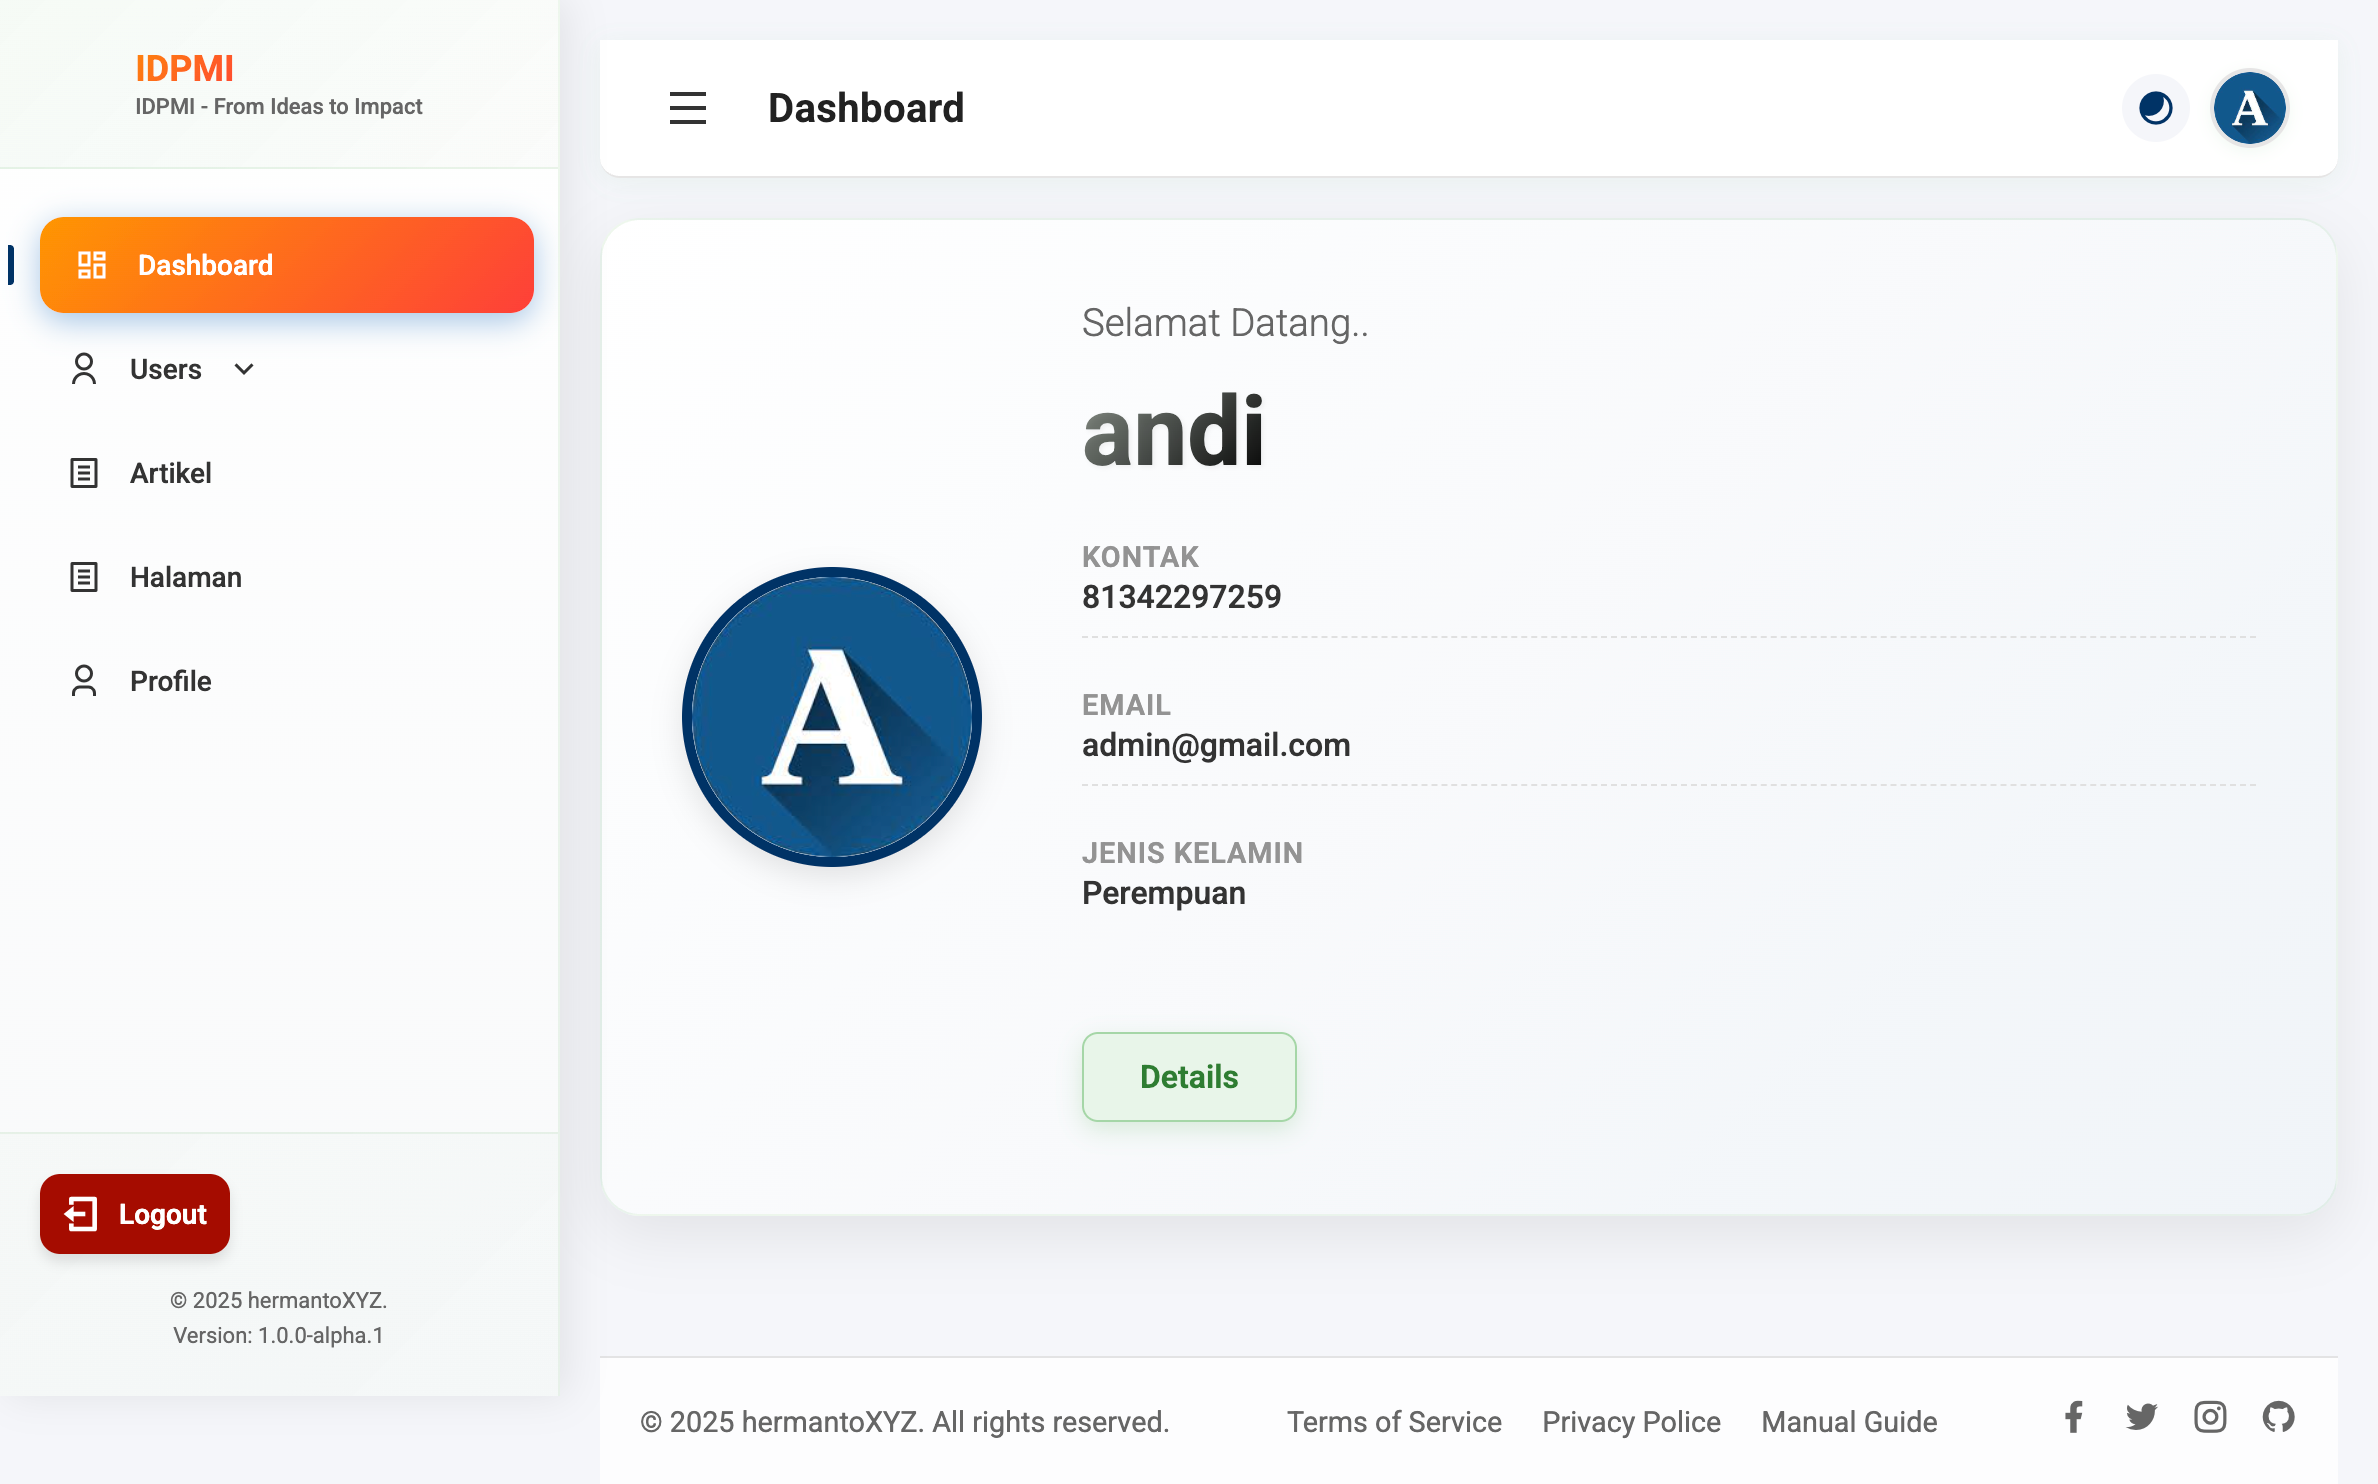 IDPMI
IDPMI - From Ideas to Impact
Dashboard
Users
Artikel
Halaman
Profile
Logout
© 2025 hermantoXYZ.
Version: 1.0.0-alpha.1
Dashboard
A
Selamat Datang..
andi
KONTAK
81342297259
EMAIL
admin@gmail.com
JENIS KELAMIN
Perempuan
A
Details
© 2025 hermantoXYZ. All rights reserved.
Terms of Service
Privacy Police
Manual Guide